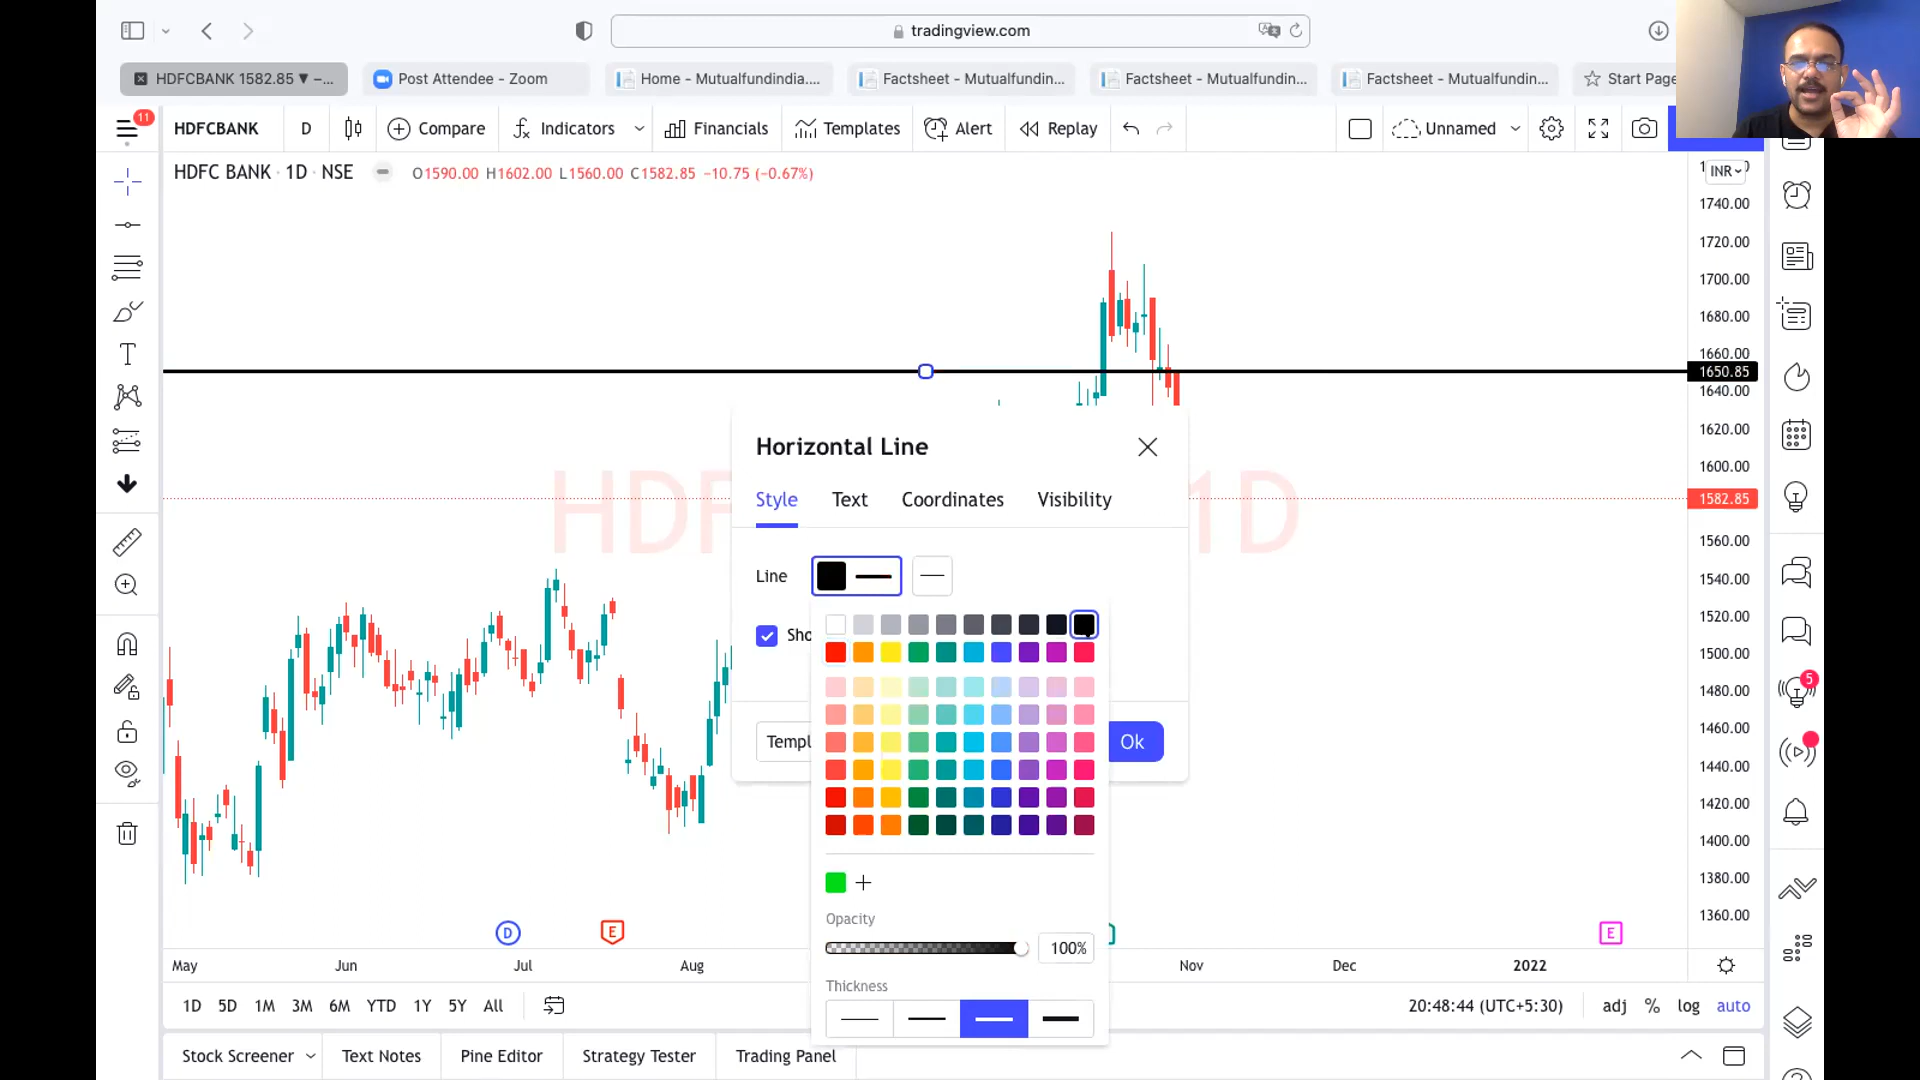 tradingview.com
HDFCBANK 1582.85 ▼ –...
Post Attendee - Zoom
Home - Mutualfundindia....
Factsheet - Mutualfundin...
Factsheet - Mutualfundin...
Factsheet - Mutualfundin...
Start Page
11
HDFCBANK
D
Compare
Indicators
Financials
Templates
Alert
Replay
Unnamed
HDFC BANK · 1D · NSE
O1590.00 H1602.00 L1560.00 C1582.85 −10.75 (−0.67%)
INR
1740.00
1720.00
1700.00
1680.00
1660.00
1650.85
1640.00
1620.00
1600.00
1582.85
1560.00
1540.00
1520.00
1500.00
1480.00
1460.00
1440.00
1420.00
1400.00
1380.00
1360.00
HDF
1D
Horizontal Line
Style
Text
Coordinates
Visibility
Line
Sho
Templ
Ok
Opacity
100%
Thickness
5
D
E
E
May
Jun
Jul
Aug
Nov
Dec
2022
1D
5D
1M
3M
6M
YTD
1Y
5Y
All
20:48:44 (UTC+5:30)
adj
%
log
auto
Stock Screener
Text Notes
Pine Editor
Strategy Tester
Trading Panel